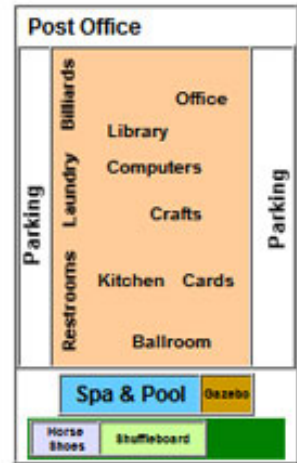 Post Office
Parking
Billiards
Laundry
Restrooms
Office
Library
Computers
Crafts
Kitchen Cards
Ballroom
Parking
Spa & Pool
Gazebo
Horse
Shoes
Shuffleboard